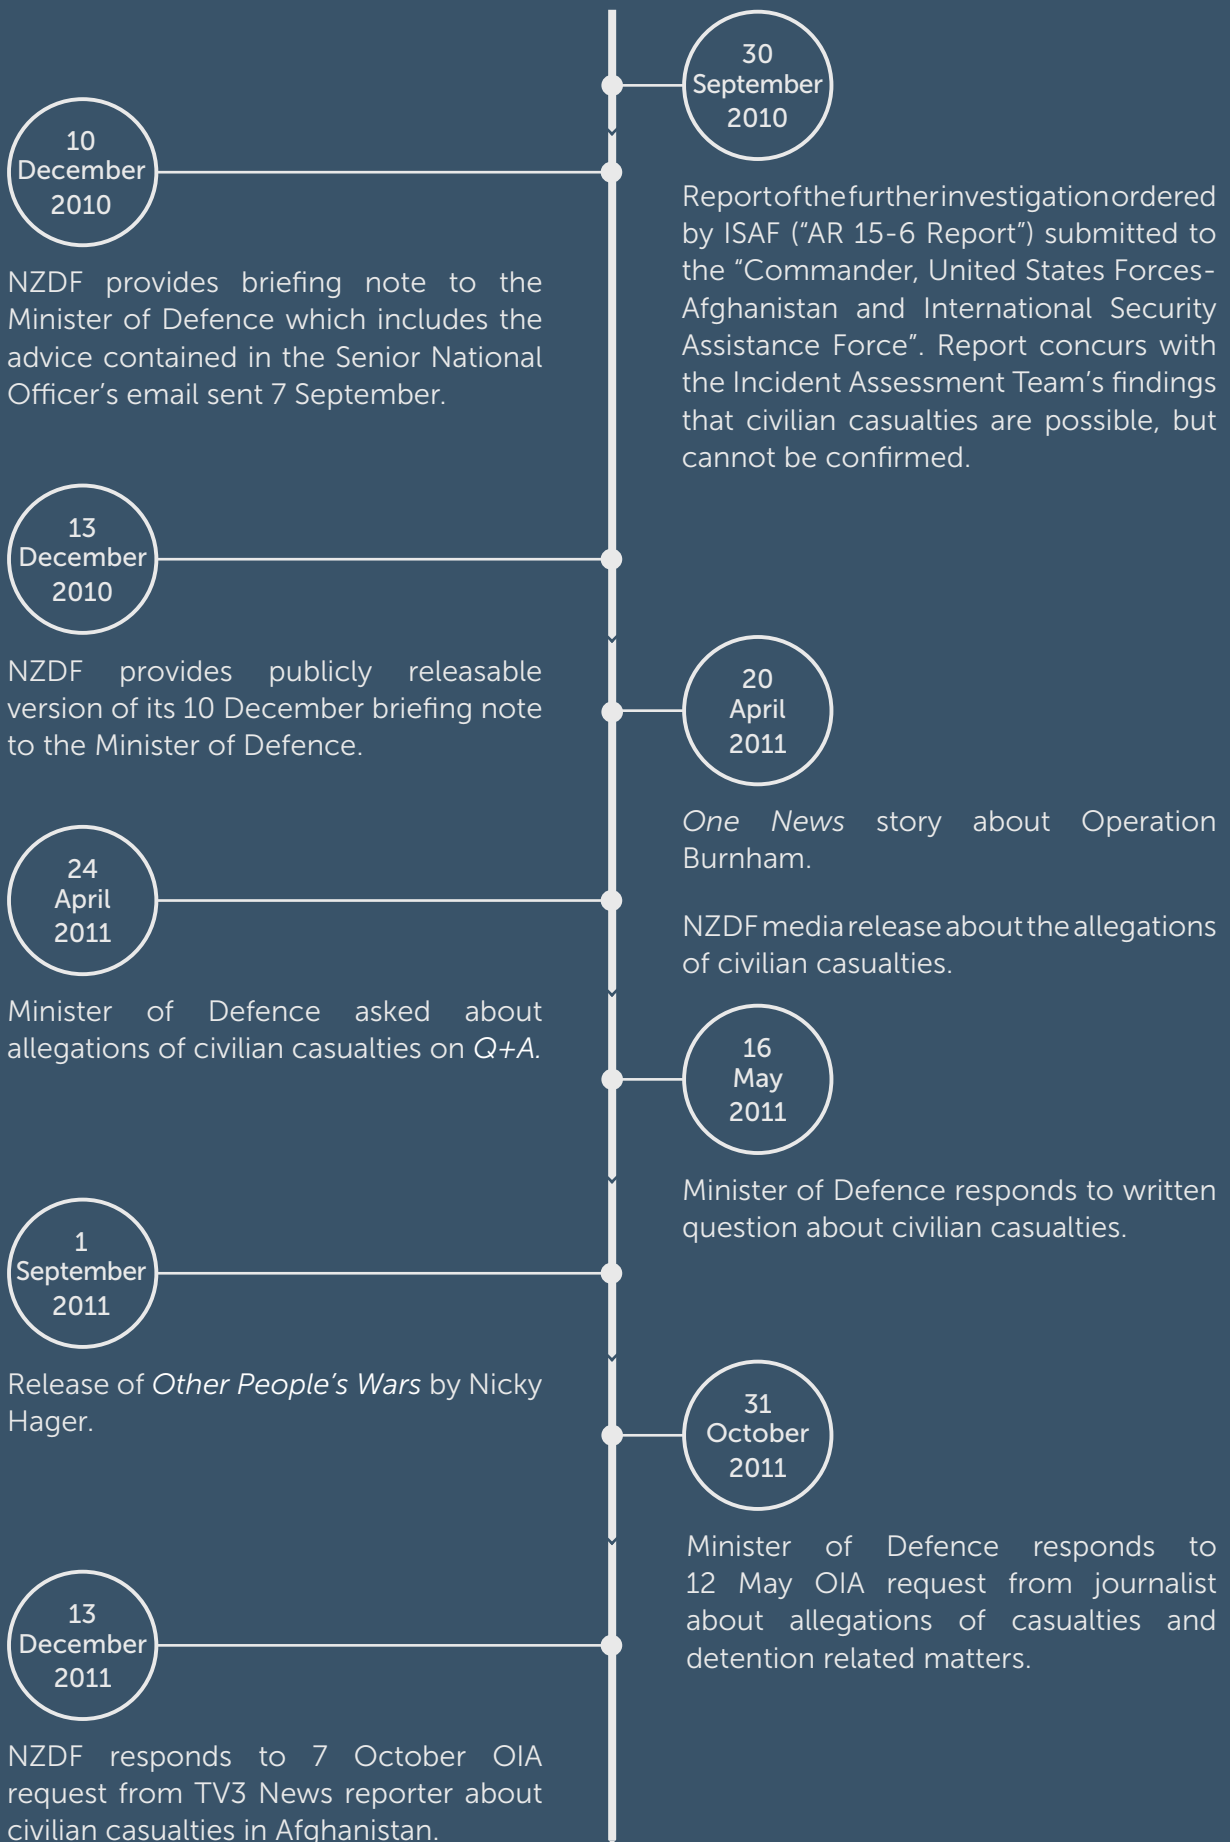 30
September
2010
Report of the further investigation ordered
by ISAF (“AR 15-6 Report”) submitted to
the “Commander, United States Forces-
Afghanistan and International Security
Assistance Force”. Report concurs with
the Incident Assessment Team’s findings
that civilian casualties are possible, but
cannot be confirmed.
10
December
2010
NZDF provides briefing note to the
Minister of Defence which includes the
advice contained in the Senior National
Officer’s email sent 7 September.
13
December
2010
NZDF provides publicly releasable
version of its 10 December briefing note
to the Minister of Defence.
20
April
2011
One News story about Operation
Burnham.
NZDF media release about the allegations
of civilian casualties.
24
April
2011
Minister of Defence asked about
allegations of civilian casualties on Q+A.
16
May
2011
Minister of Defence responds to written
question about civilian casualties.
1
September
2011
Release of Other People’s Wars by Nicky
Hager.
31
October
2011
Minister of Defence responds to
12 May OIA request from journalist
about allegations of casualties and
detention related matters.
13
December
2011
NZDF responds to 7 October OIA
request from TV3 News reporter about
civilian casualties in Afghanistan.